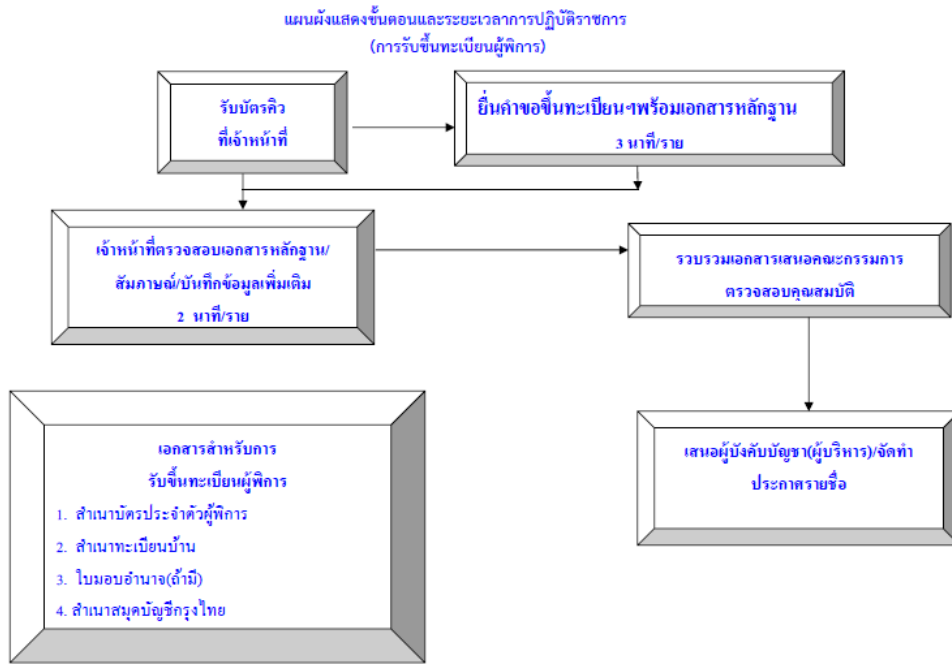 แผนผังแสดงขั้นตอนและระยะเวลาการปฏิบัติราชการ
(การรับขึ้นทะเบียนผู้พิการ)
รับบัตรคิว
ที่เจ้าหน้าที่
ยื่นคำขอขึ้นทะเบียนฯพร้อมเอกสารหลักฐาน
3 นาที/ราย
เจ้าหน้าที่ตรวจสอบเอกสารหลักฐาน/
สัมภาษณ์/บันทึกข้อมูลเพิ่มเติม
2 นาที/ราย
รวบรวมเอกสารเสนอคณะกรรมการ
ตรวจสอบคุณสมบัติ
เสนอผู้บังคับบัญชา(ผู้บริหาร)/จัดทำ
ประกาศรายชื่อ
เอกสารสำหรับการ
รับขึ้นทะเบียนผู้พิการ
1. สำเนาบัตรประจำตัวผู้พิการ
2. สำเนาทะเบียนบ้าน
3. ใบมอบอำนาจ(ถ้ามี)
4. สำเนาสมุดบัญชีกรุงไทย